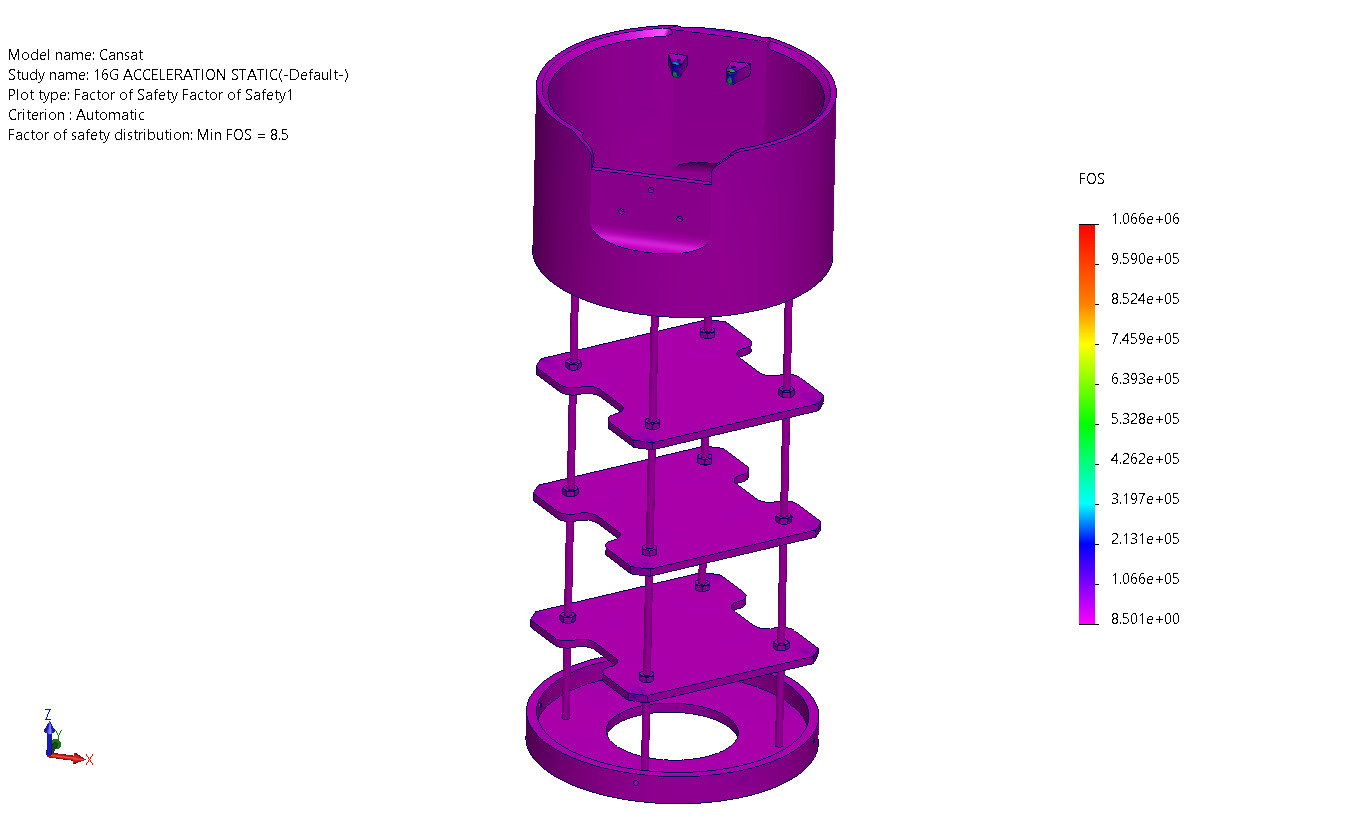 Model name: Cansat
Study name: 16G ACCELERATION STATIC(-Default-)
Plot type: Factor of Safety Factor of Safety1
Criterion : Automatic
Factor of safety distribution: Min FOS = 8.5
FOS
1.066e+06
9.590e+05
8.524e+05
7.459e+05
6.393e+05
5.328e+05
4.262e+05
3.197e+05
2.131e+05
1.066e+05
8.501e+00
Z
Y
X